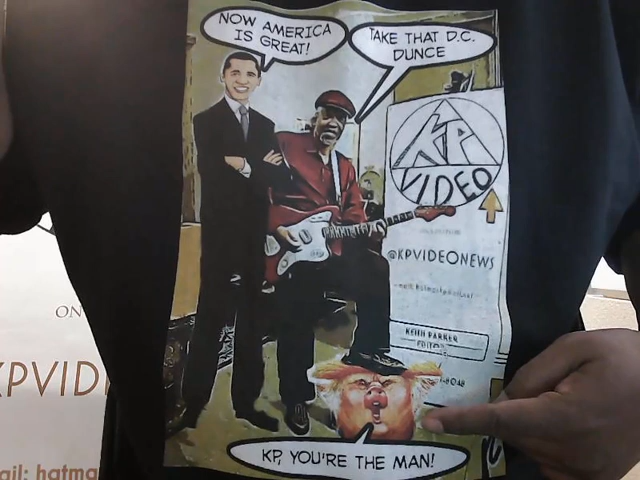 NOW AMERICA
IS GREAT!
TAKE THAT D.C.
DUNCE
KP
VIDEO
@KPVIDEONEWS
KEITH PARKER
EDITOR
-8048
KP, YOU'RE THE MAN!
ON
KPVID
ail: hatma